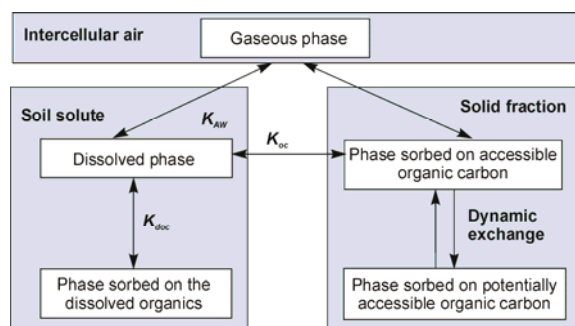 Intercellular air
Gaseous phase
Soil solute
Solid fraction
K_AW
K_oc
Dissolved phase
Phase sorbed on accessible
organic carbon
K_doc
Dynamic
exchange
Phase sorbed on the
dissolved organics
Phase sorbed on potentially
accessible organic carbon